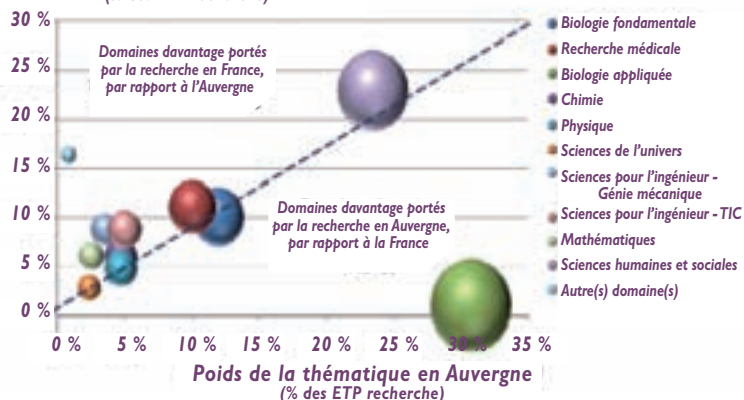 30 %
25 %
20 %
15 %
10 %
5 %
0 %
Domaines davantage portés
par la recherche en France,
par rapport à l'Auvergne
Domaines davantage portés
par la recherche en Auvergne,
par rapport à la France
0 %
5 %
10 %
15 %
20 %
25 %
30 %
35 %
Poids de la thématique en Auvergne
(% des ETP recherche)
Biologie fondamentale
Recherche médicale
Biologie appliquée
Chimie
Physique
Sciences de l'univers
Sciences pour l'ingénieur -
Génie mécanique
Sciences pour l'ingénieur - TIC
Mathématiques
Sciences humaines et sociales
Autre(s) domaine(s)